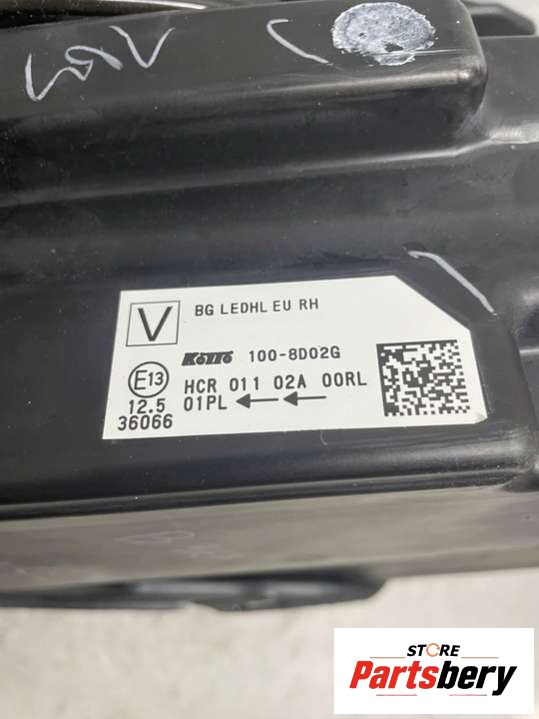 V
BG LEDHL EU RH
KOITO 100-8D02G
E13 HCR 011 02A 00RL
12.5 01PL
36066
STORE
Partsbery